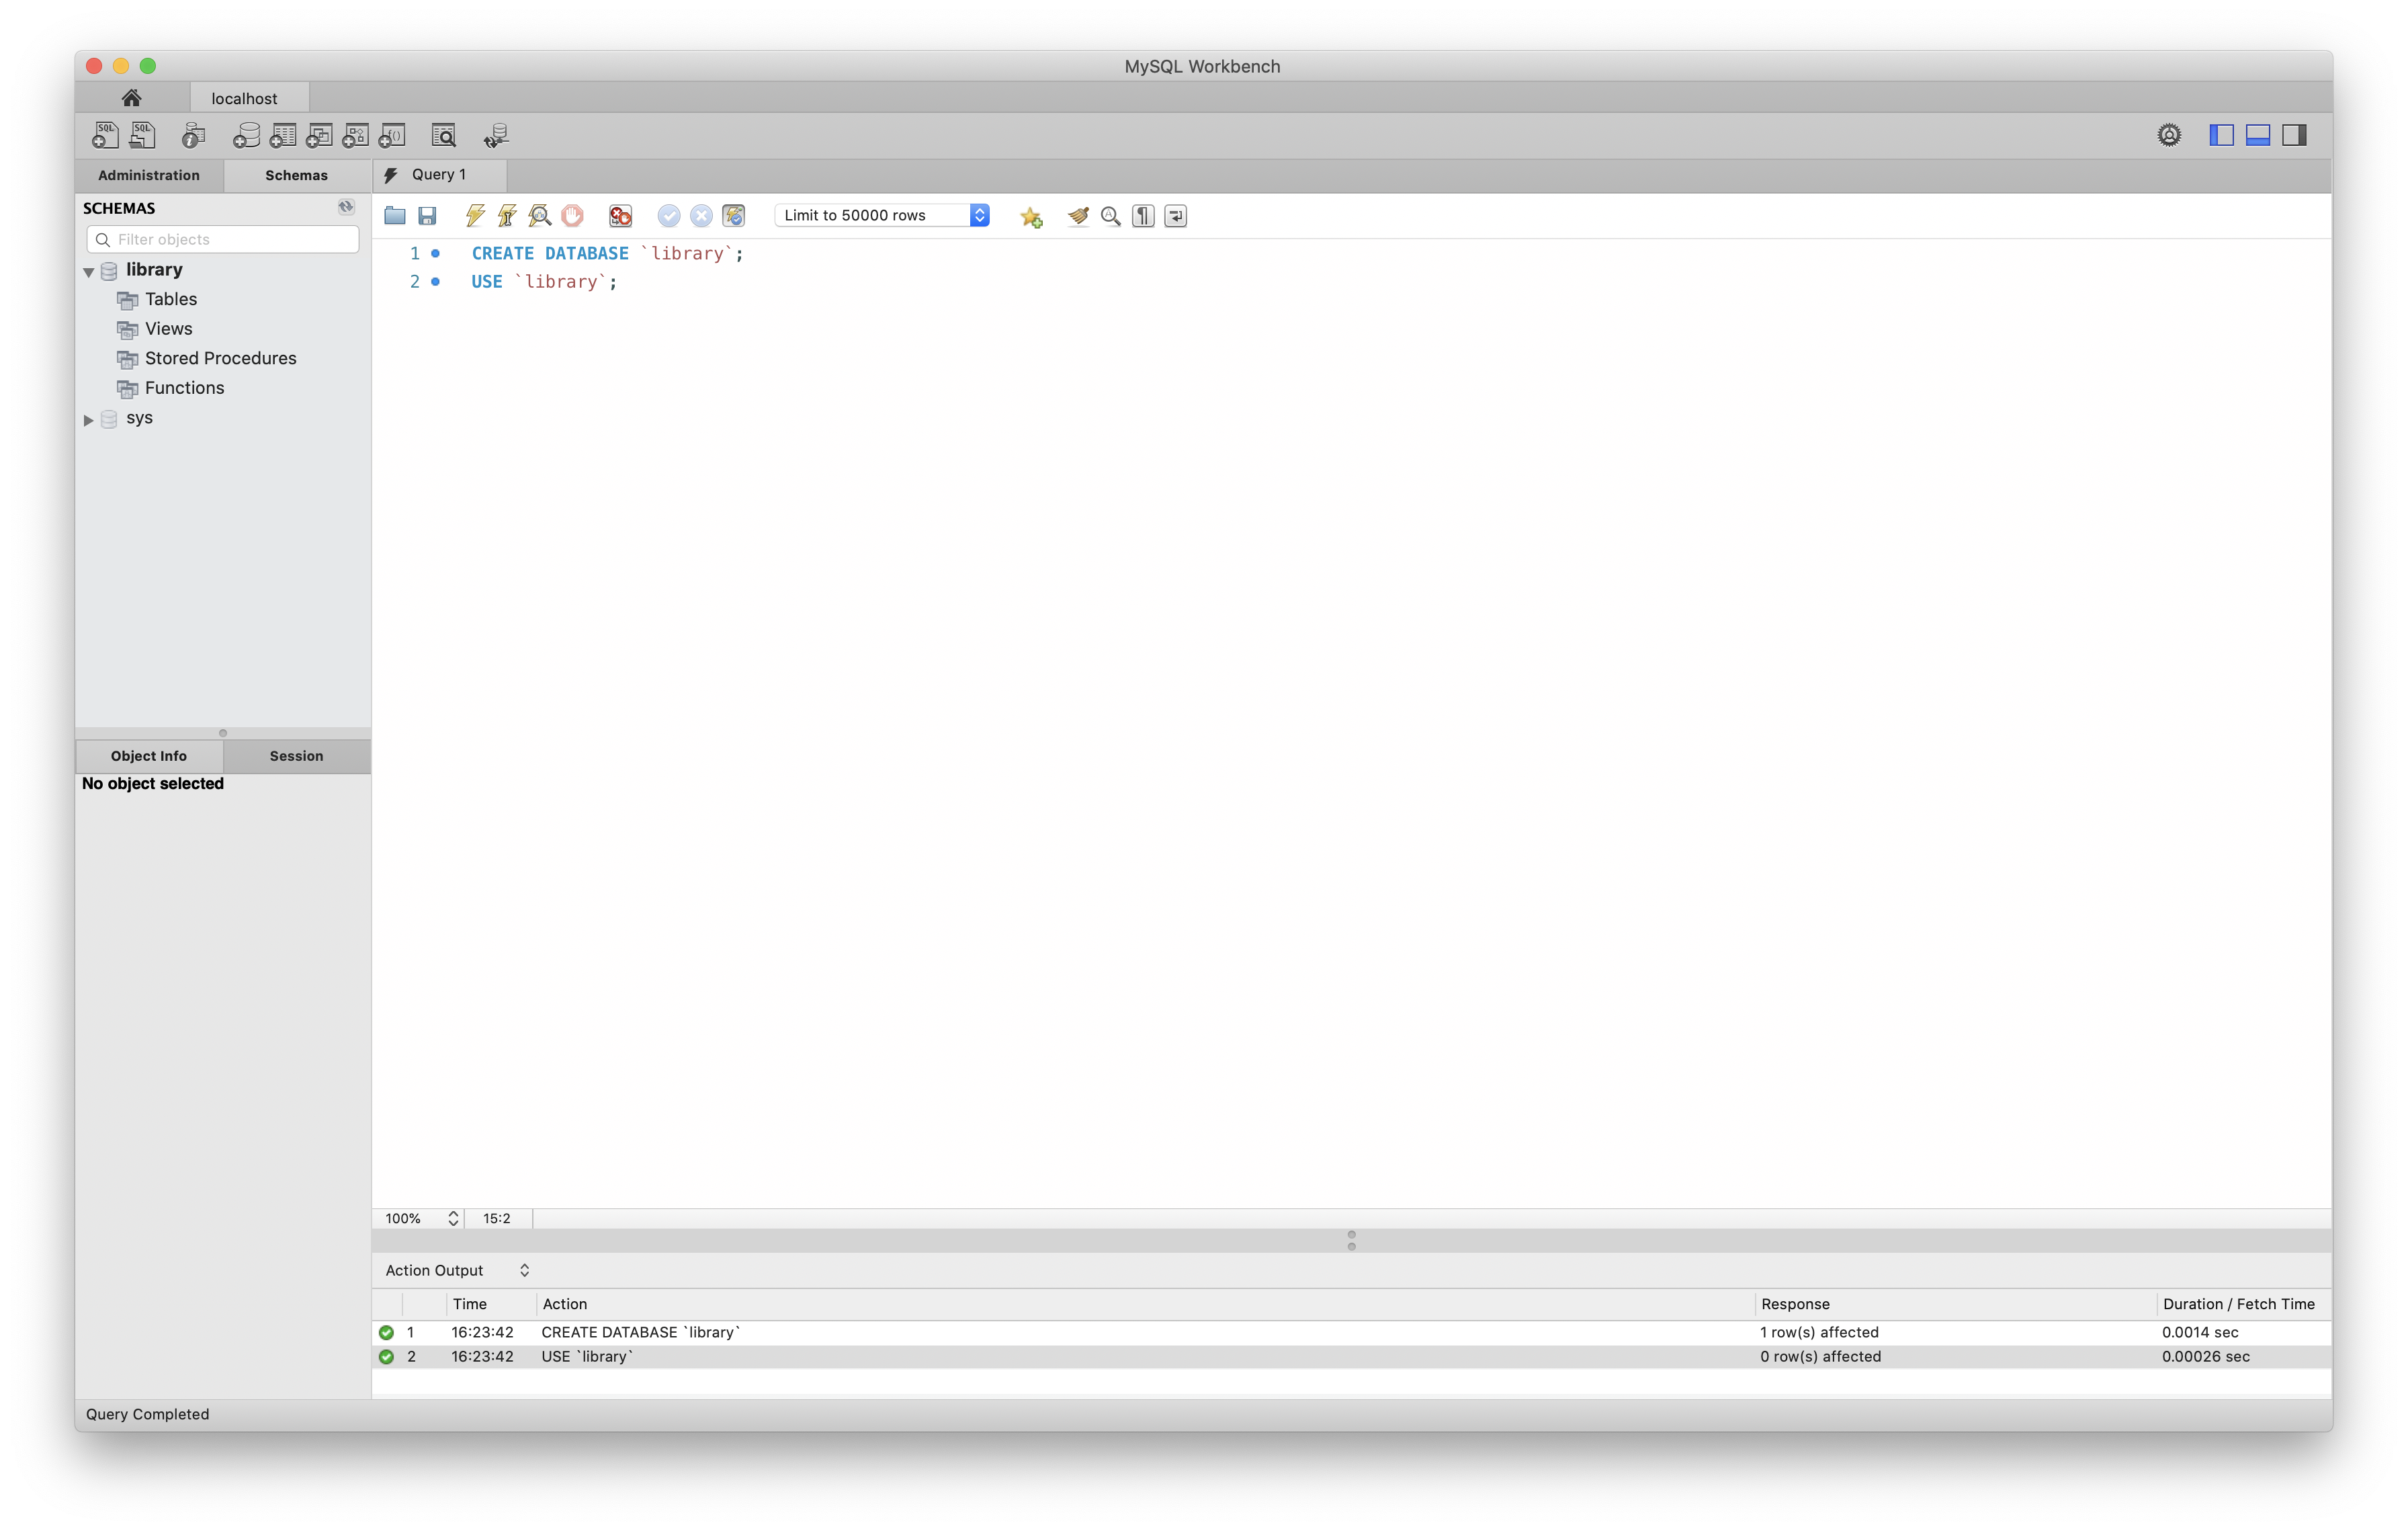 MySQL Workbench
localhost
SQL SQL i f()
Administration Schemas Query 1
SCHEMAS
Limit to 50000 rows
Filter objects
1 CREATE DATABASE `library`;
2 USE `library`;
library
Tables
Views
Stored Procedures
Functions
sys
Object Info Session
No object selected
100% 15:2
Action Output
Time Action Response Duration / Fetch Time
1 16:23:42 CREATE DATABASE `library` 1 row(s) affected 0.0014 sec
2 16:23:42 USE `library` 0 row(s) affected 0.00026 sec
Query Completed